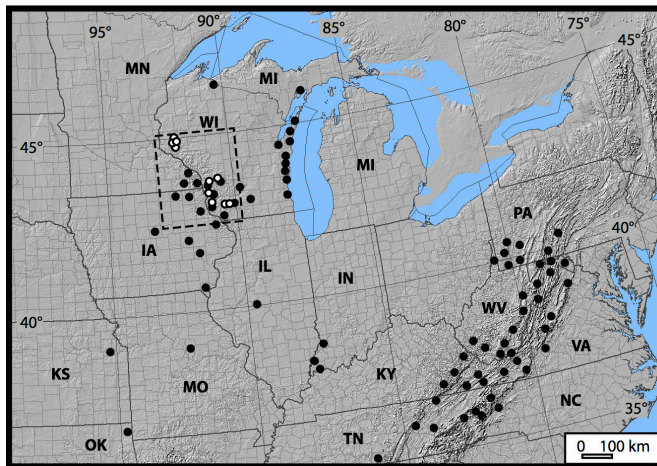 95°
90°
85°
80°
75°
45°
MN
MI
WI
45°
MI
PA
40°
IA
IL
IN
WV
40°
VA
KS
MO
KY
NC
35°
OK
TN
0 100 km